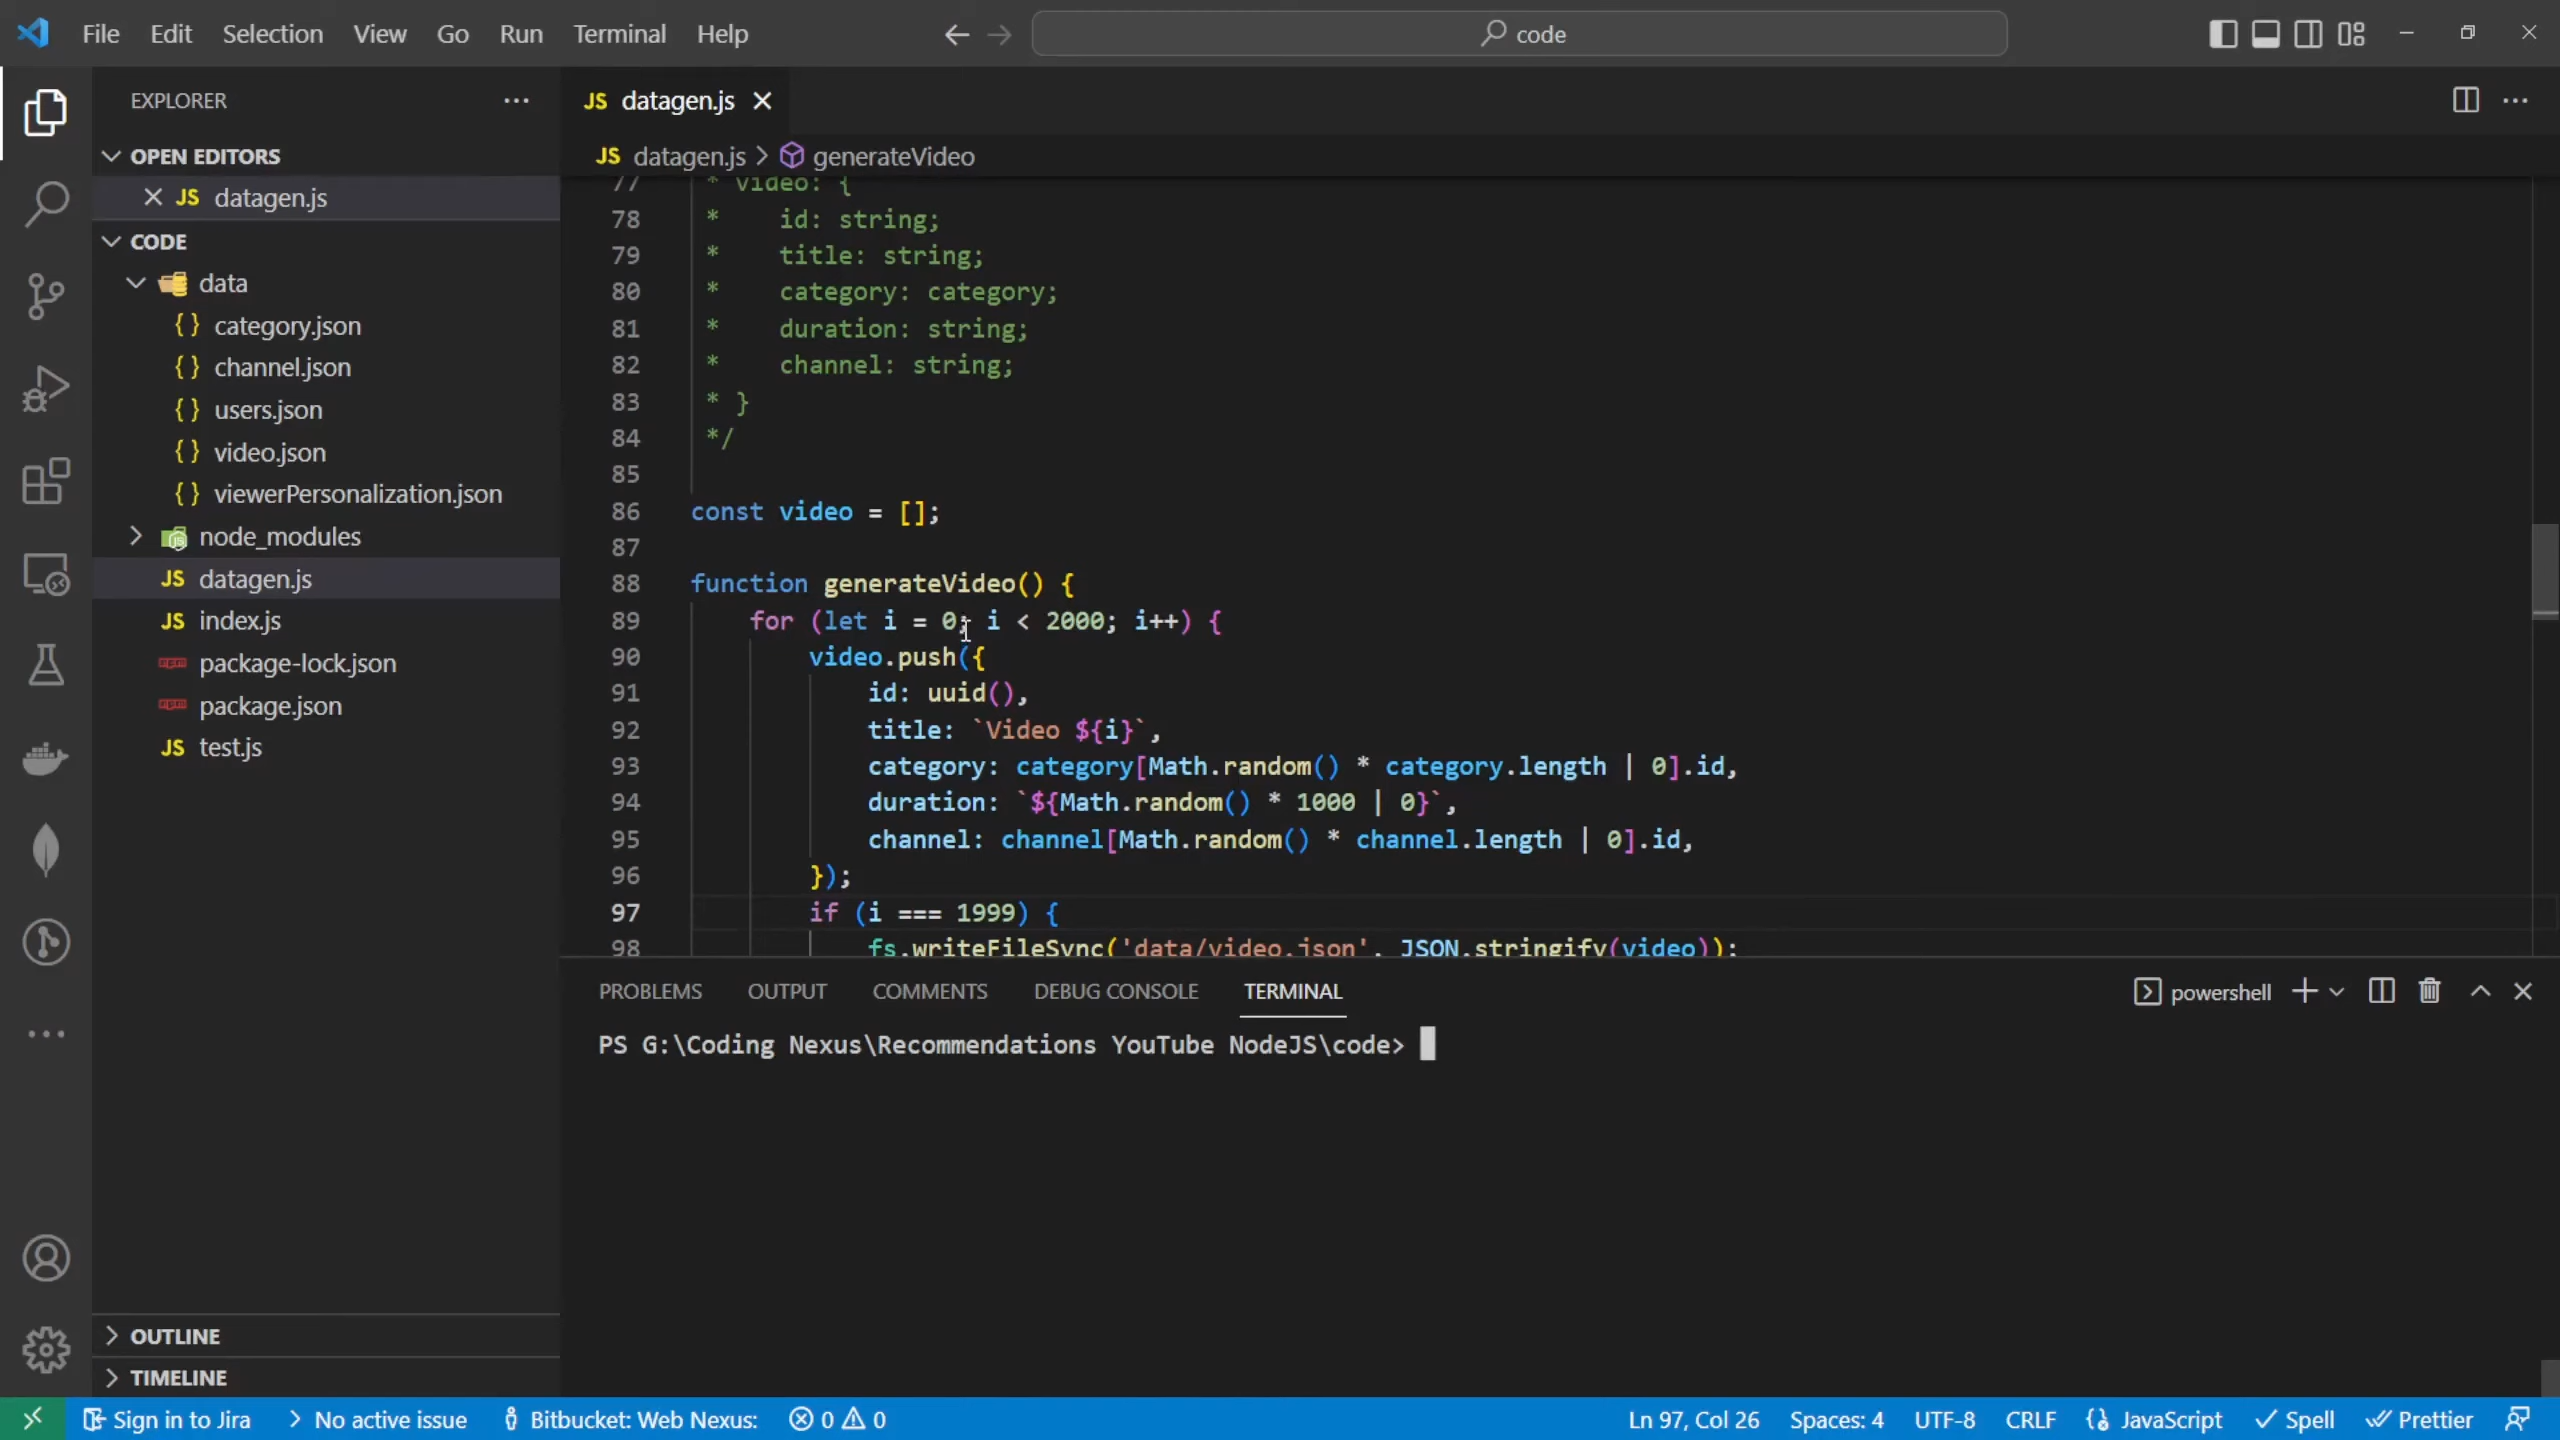 File Edit Selection View Go Run Terminal Help
code
EXPLORER
OPEN EDITORS
JS datagen.js
CODE
data
{} category.json
{} channel.json
{} users.json
{} video.json
{} viewerPersonalization.json
node_modules
JS datagen.js
JS index.js
package-lock.json
package.json
JS test.js
OUTLINE
TIMELINE
JS datagen.js
JS datagen.js > generateVideo
77 * video: {
78 * id: string;
79 * title: string;
80 * category: category;
81 * duration: string;
82 * channel: string;
83 * }
84 */
85
86 const video = [];
87
88 function generateVideo() {
89 for (let i = 0; i < 2000; i++) {
90 video.push({
91 id: uuid(),
92 title: `Video ${i}`,
93 category: category[Math.random() * category.length | 0].id,
94 duration: `${Math.random() * 1000 | 0}`,
95 channel: channel[Math.random() * channel.length | 0].id,
96 });
97 if (i === 1999) {
98 fs.writeFileSync('data/video.json', JSON.stringify(video));
PROBLEMS OUTPUT COMMENTS DEBUG CONSOLE TERMINAL
powershell
PS G:\Coding Nexus\Recommendations YouTube NodeJS\code>
Sign in to Jira No active issue Bitbucket: Web Nexus: 0 0 Ln 97, Col 26 Spaces: 4 UTF-8 CRLF JavaScript Spell Prettier